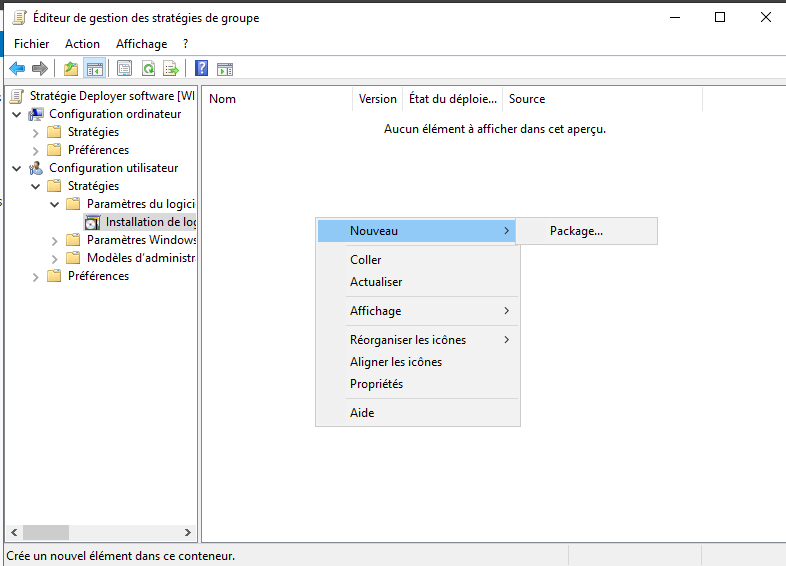 Éditeur de gestion des stratégies de groupe
Fichier Action Affichage ?
Stratégie Deployer software [WI
Nom Version État du déploie... Source
Configuration ordinateur
Aucun élément à afficher dans cet aperçu.
Stratégies
Préférences
Configuration utilisateur
Stratégies
Paramètres du logici
Installation de log
Paramètres Windows
Modèles d'administra
Préférences
Nouveau Package...
Coller
Actualiser
Affichage
Réorganiser les icônes
Aligner les icônes
Propriétés
Aide
Crée un nouvel élément dans ce conteneur.